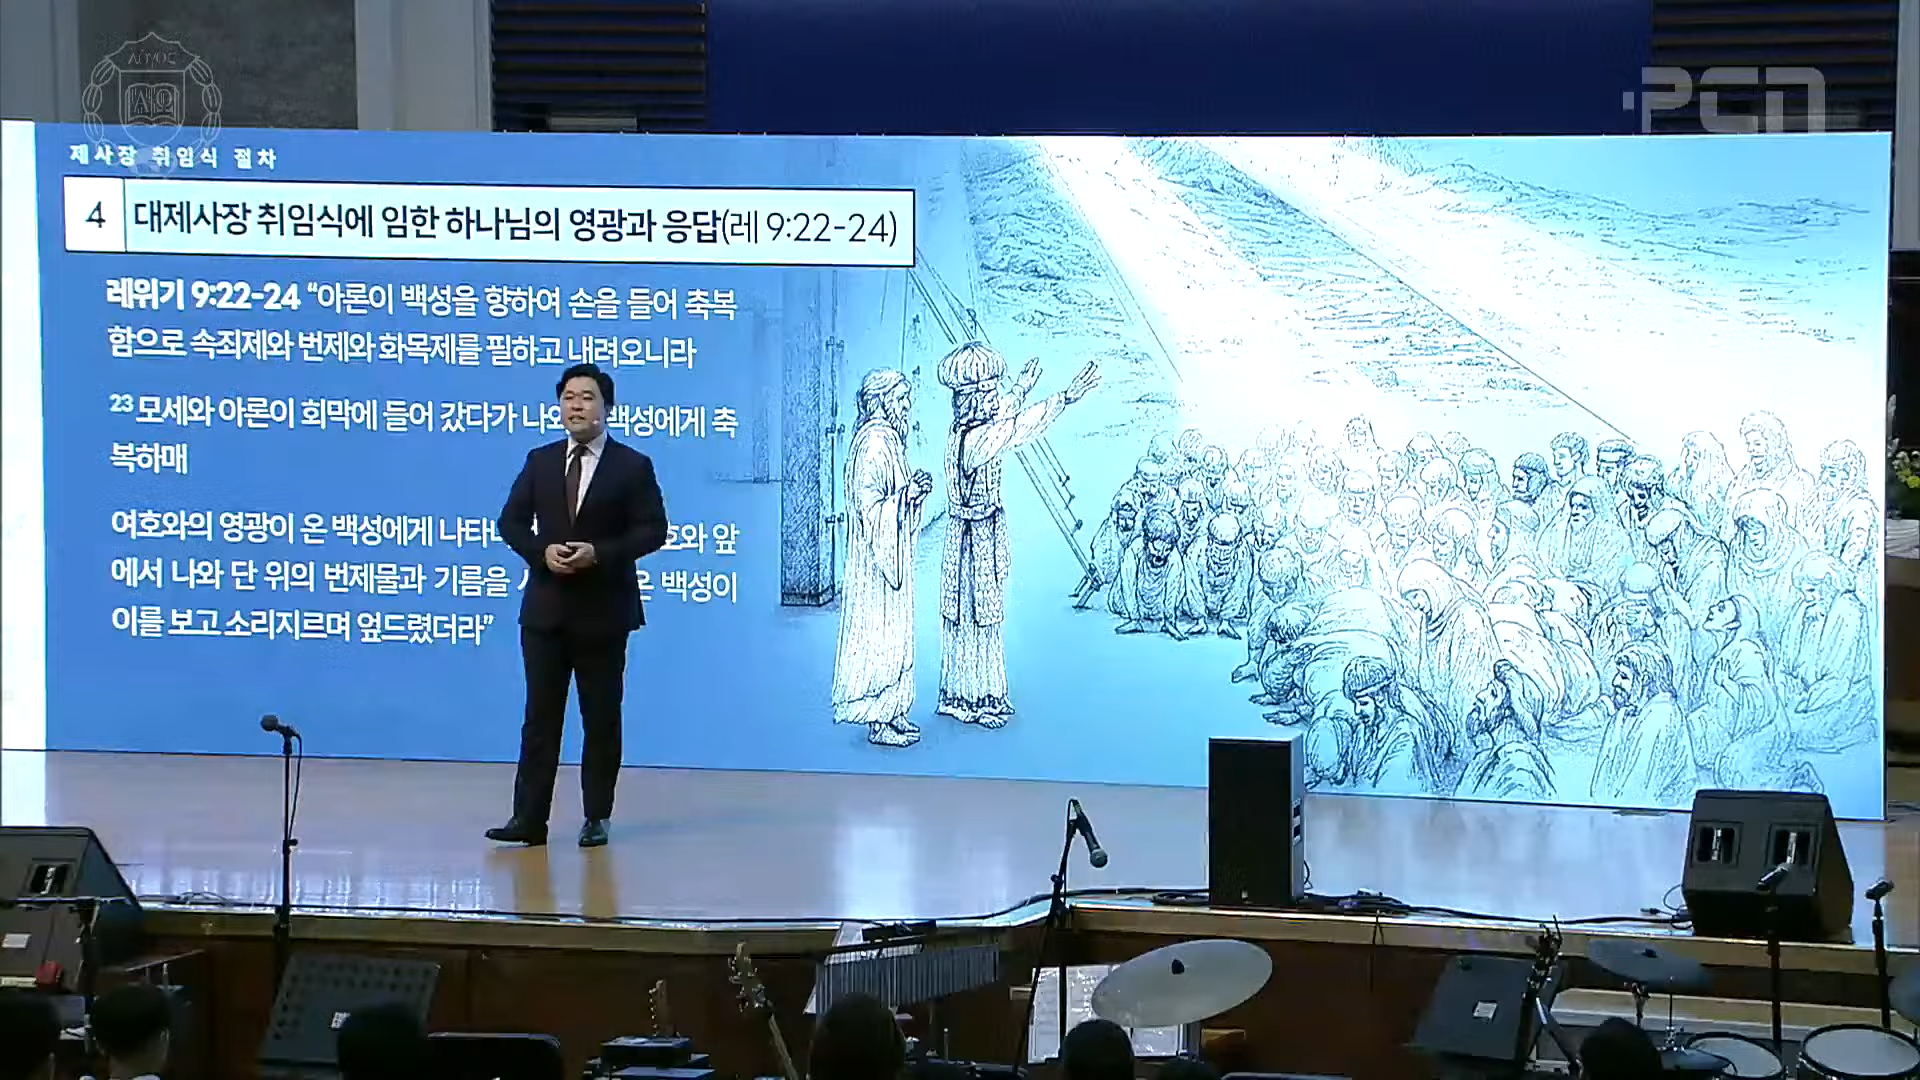 ΛΟΓΟΣ
ΑΩ
PCN
제사장 취임식 절차
4 대제사장 취임식에 임한 하나님의 영광과 응답(레 9:22-24)
레위기 9:22-24 “아론이 백성을 향하여 손을 들어 축복
함으로 속죄제와 번제와 화목제를 필하고 내려오니라
23 모세와 아론이 회막에 들어 갔다가 백성에게 축
복하매
여호와의 영광이 온 백성에게 앞
에서 나와 단 위의 번제물과 기름을 백성이
이를 보고 소리지르며 엎드렸더라”